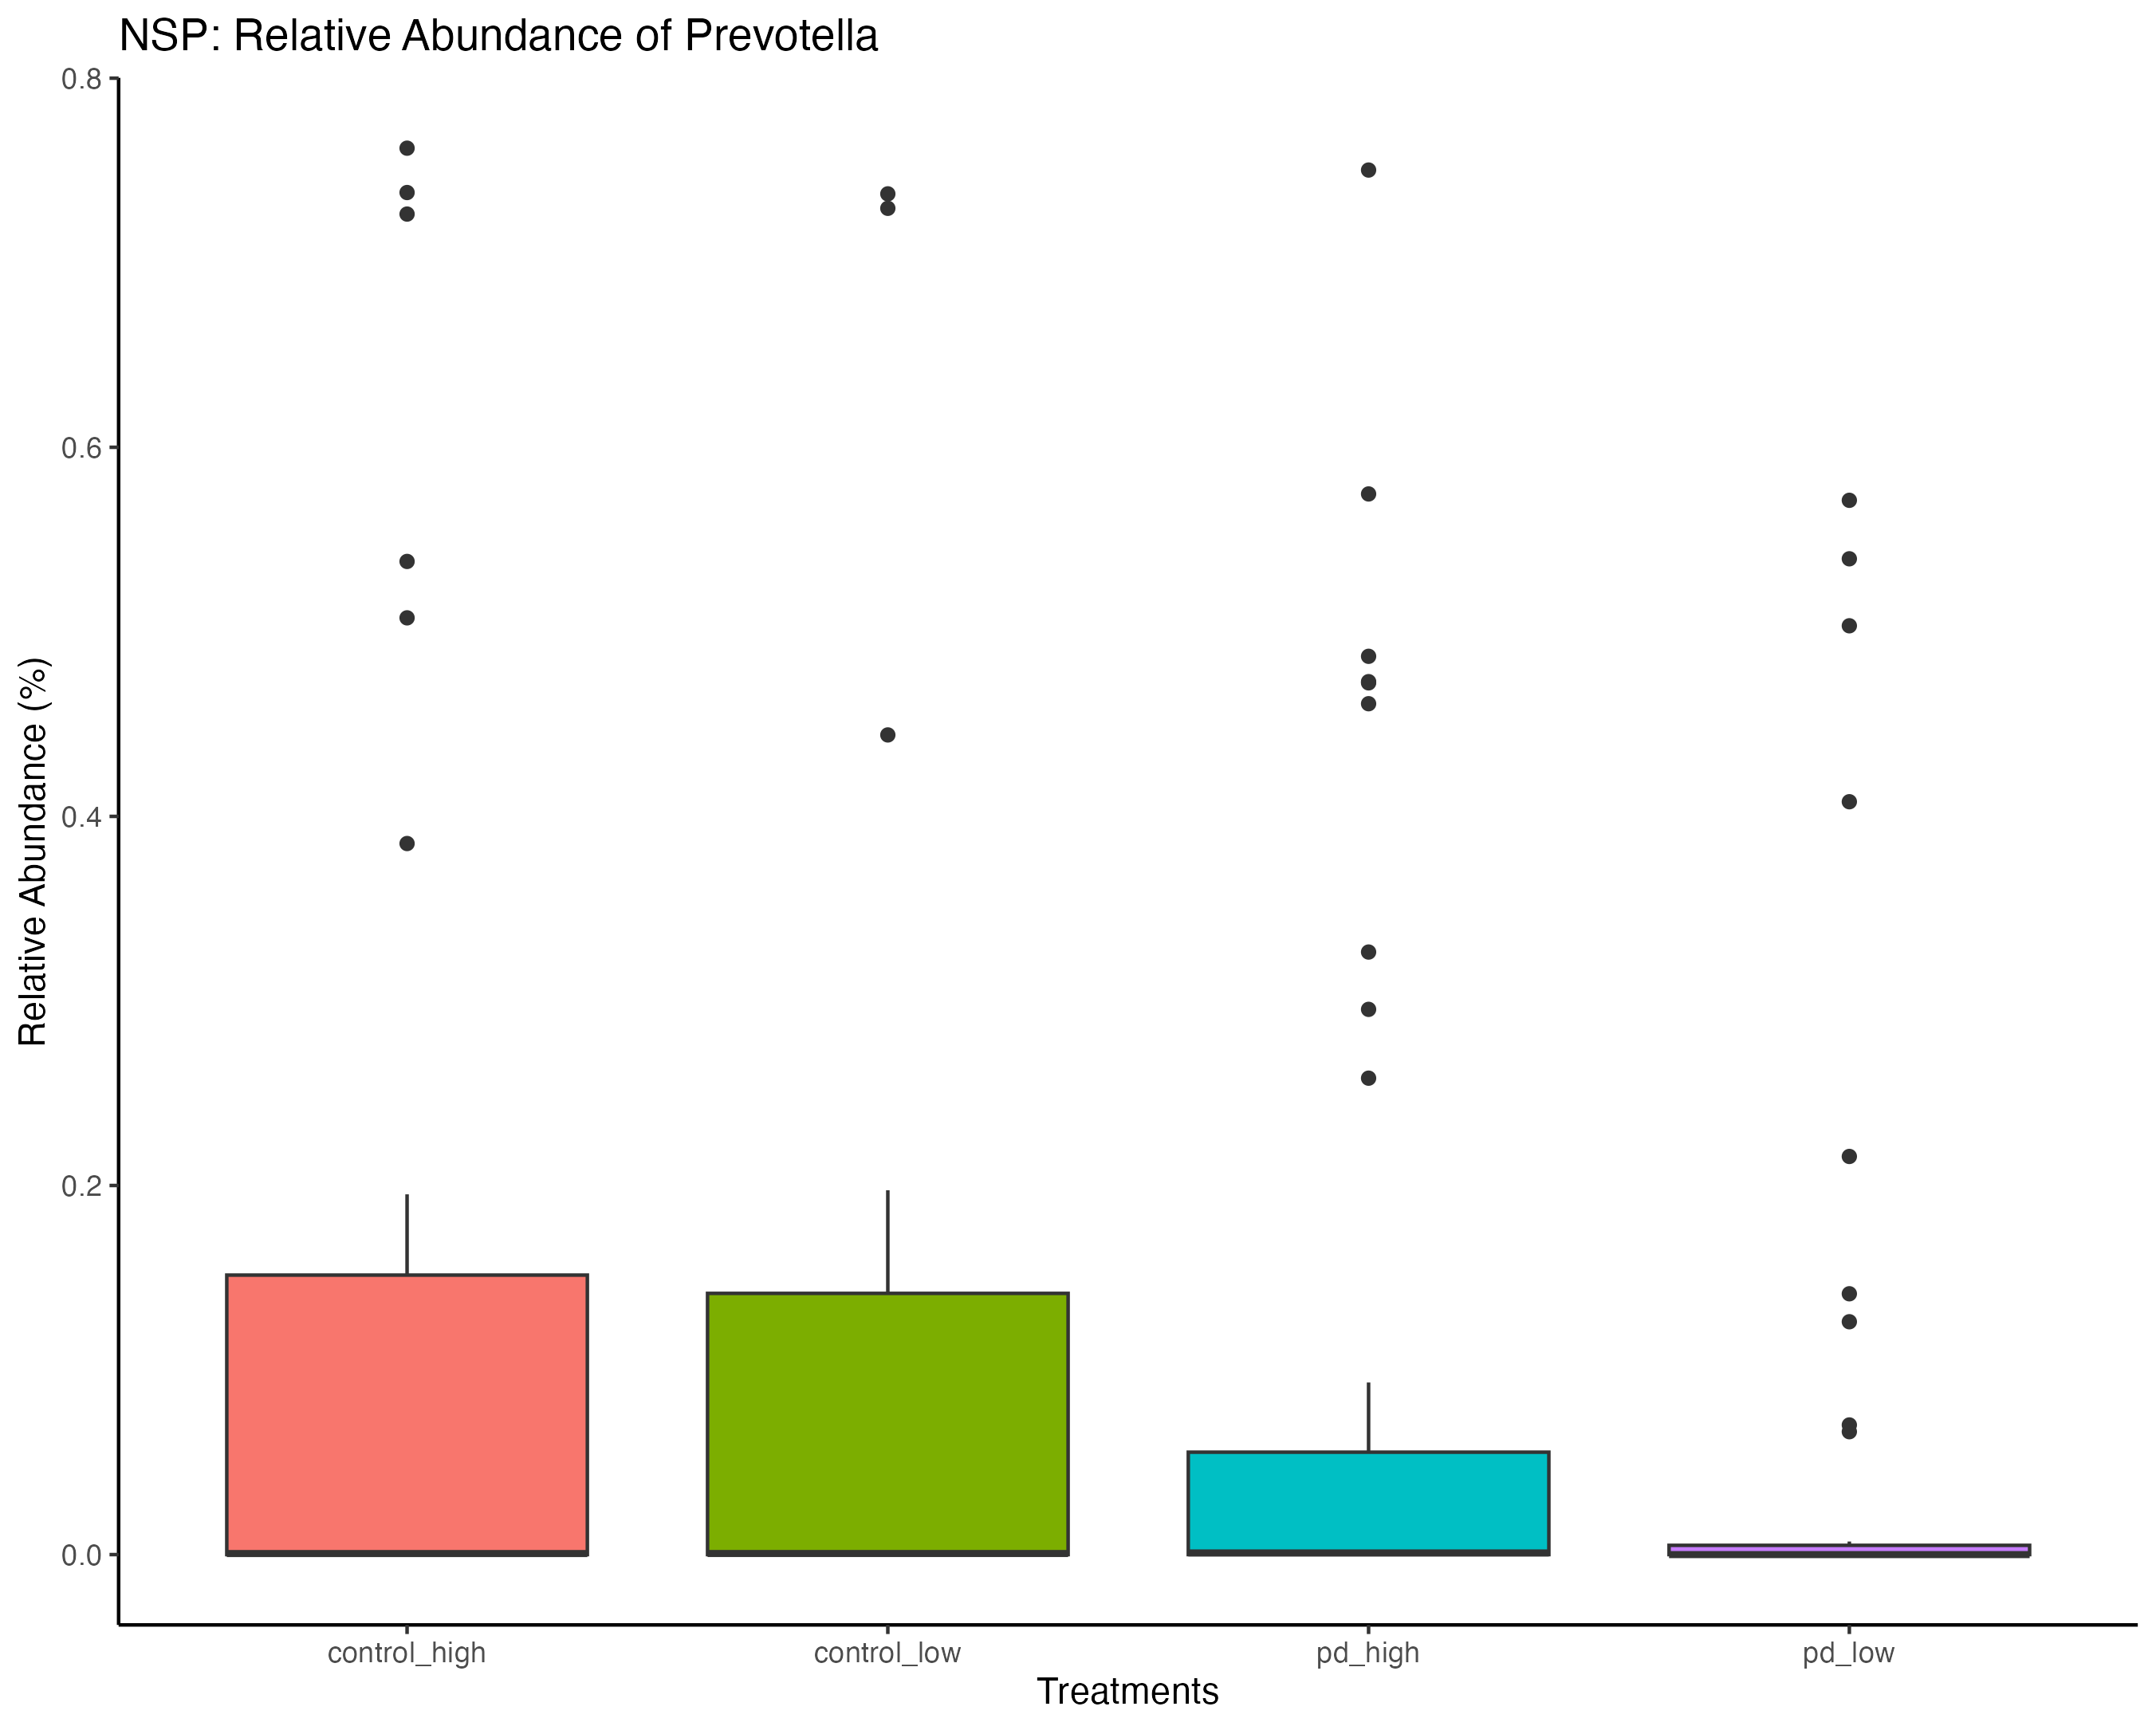 NSP: Relative Abundance of Prevotella
Relative Abundance (%)
0.8
0.6
0.4
0.2
0.0
control_high control_low pd_high pd_low
Treatments